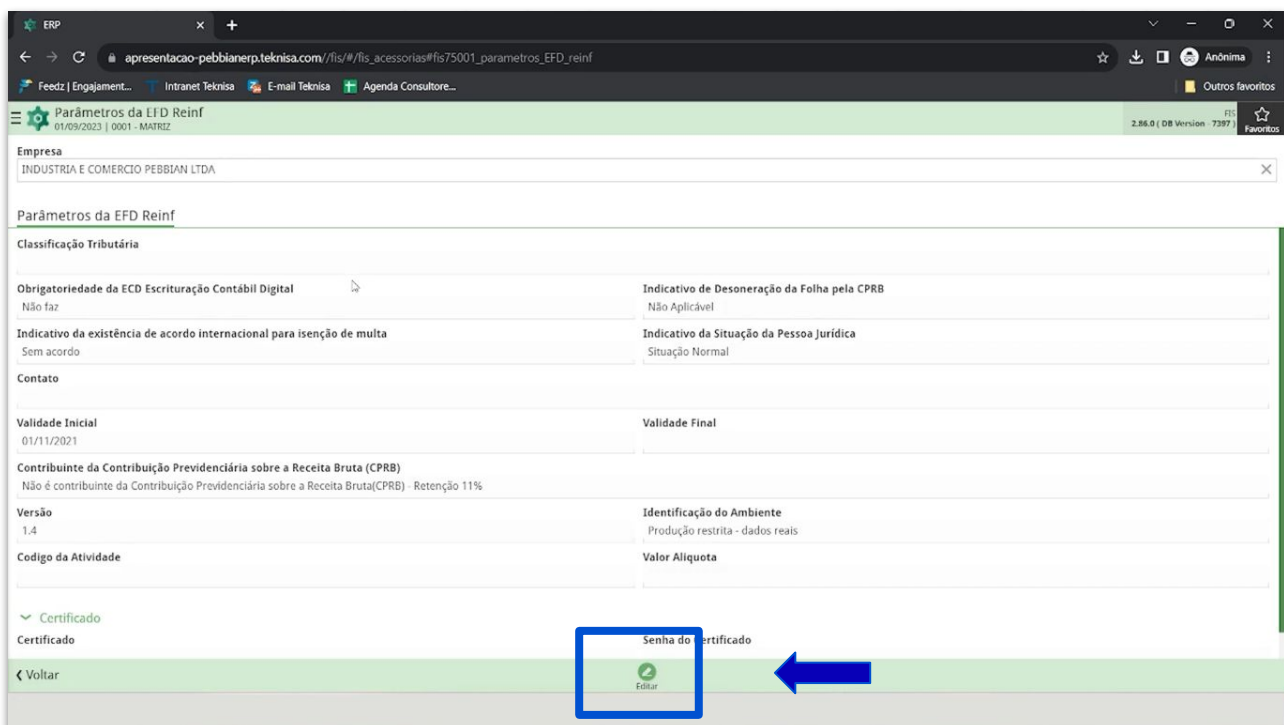 ERP
apresentacao-pebbianerp.teknisa.com//fis/#/fis_acessorias#fis75001_parametros_EFD_reinf
Anônima
Feedz | Engajament... Intranet Teknisa E-mail Teknisa Agenda Consultore...
Outros favoritos
Parâmetros da EFD Reinf
01/09/2023 | 0001 - MATRIZ
FIS
2.86.0 ( DB Version - 7397 )
Favoritos
Empresa
INDUSTRIA E COMERCIO PEBBIAN LTDA
Parâmetros da EFD Reinf
Classificação Tributária
Obrigatoriedade da ECD Escrituração Contábil Digital Indicativo de Desoneração da Folha pela CPRB
Não faz Não Aplicável
Indicativo da existência de acordo internacional para isenção de multa Indicativo da Situação da Pessoa Jurídica
Sem acordo Situação Normal
Contato
Validade Inicial Validade Final
01/11/2021
Contribuinte da Contribuição Previdenciária sobre a Receita Bruta (CPRB)
Não é contribuinte da Contribuição Previdenciária sobre a Receita Bruta(CPRB) - Retenção 11%
Versão Identificação do Ambiente
1.4 Produção restrita - dados reais
Codigo da Atividade Valor Aliquota
Certificado
Certificado Senha do Certificado
Voltar Editar